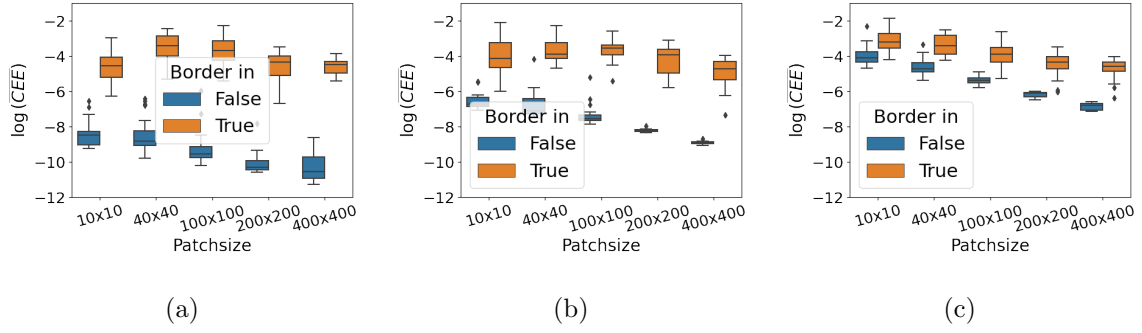 −2
−4
−6
−8
−10
−12
log(CEE)
Border in
False
True
10x10
40x40
100x100
200x200
400x400
Patchsize
(a)
−2
−4
−6
−8
−10
−12
log(CEE)
Border in
False
True
10x10
40x40
100x100
200x200
400x400
Patchsize
(b)
−2
−4
−6
−8
−10
−12
log(CEE)
Border in
False
True
10x10
40x40
100x100
200x200
400x400
Patchsize
(c)